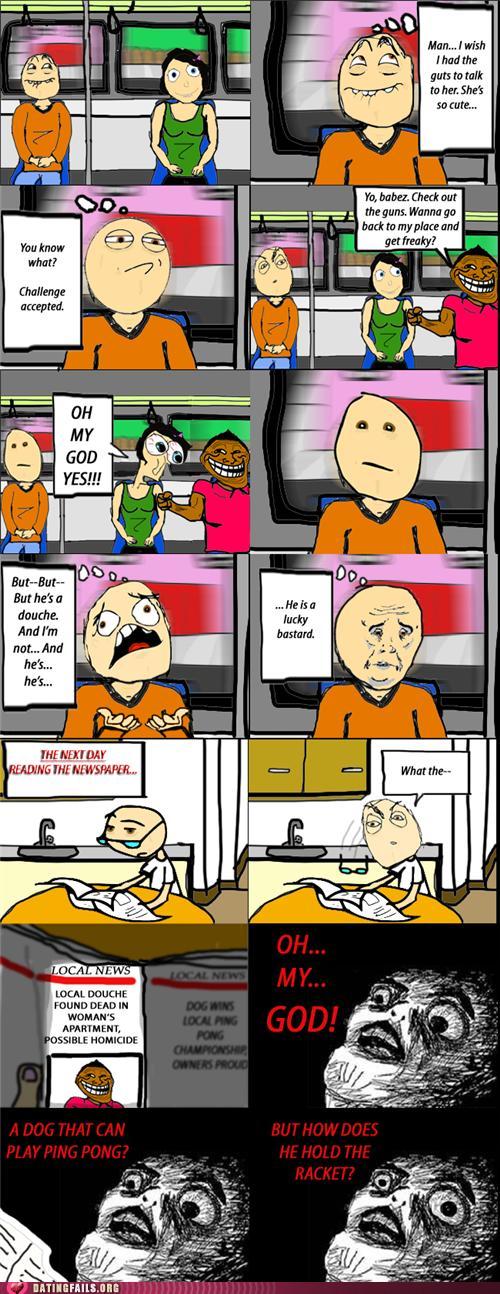 Man... I wish
I had the
guts to talk
to her. She's
so cute...
You know
what?
Challenge
accepted.
Yo, babez. Check out
the guns. Wanna go
back to my place and
get freaky?
OH
MY
GOD
YES!!!
But--But--
But he's a
douche.
And I'm
not... And
he's...
he's...
... He is a
lucky
bastard.
THE NEXT DAY
READING THE NEWSPAPER...
What the--
LOCAL NEWS
LOCAL DOUCHE
FOUND DEAD IN
WOMAN'S
APARTMENT,
POSSIBLE HOMICIDE
LOCAL NEWS
DOG WINS
LOCAL PING
PONG
CHAMPIONSHIP,
OWNERS PROUD
OH...
MY...
GOD!
A DOG THAT CAN
PLAY PING PONG?
BUT HOW DOES
HE HOLD THE
RACKET?
DATINGFAILS.ORG